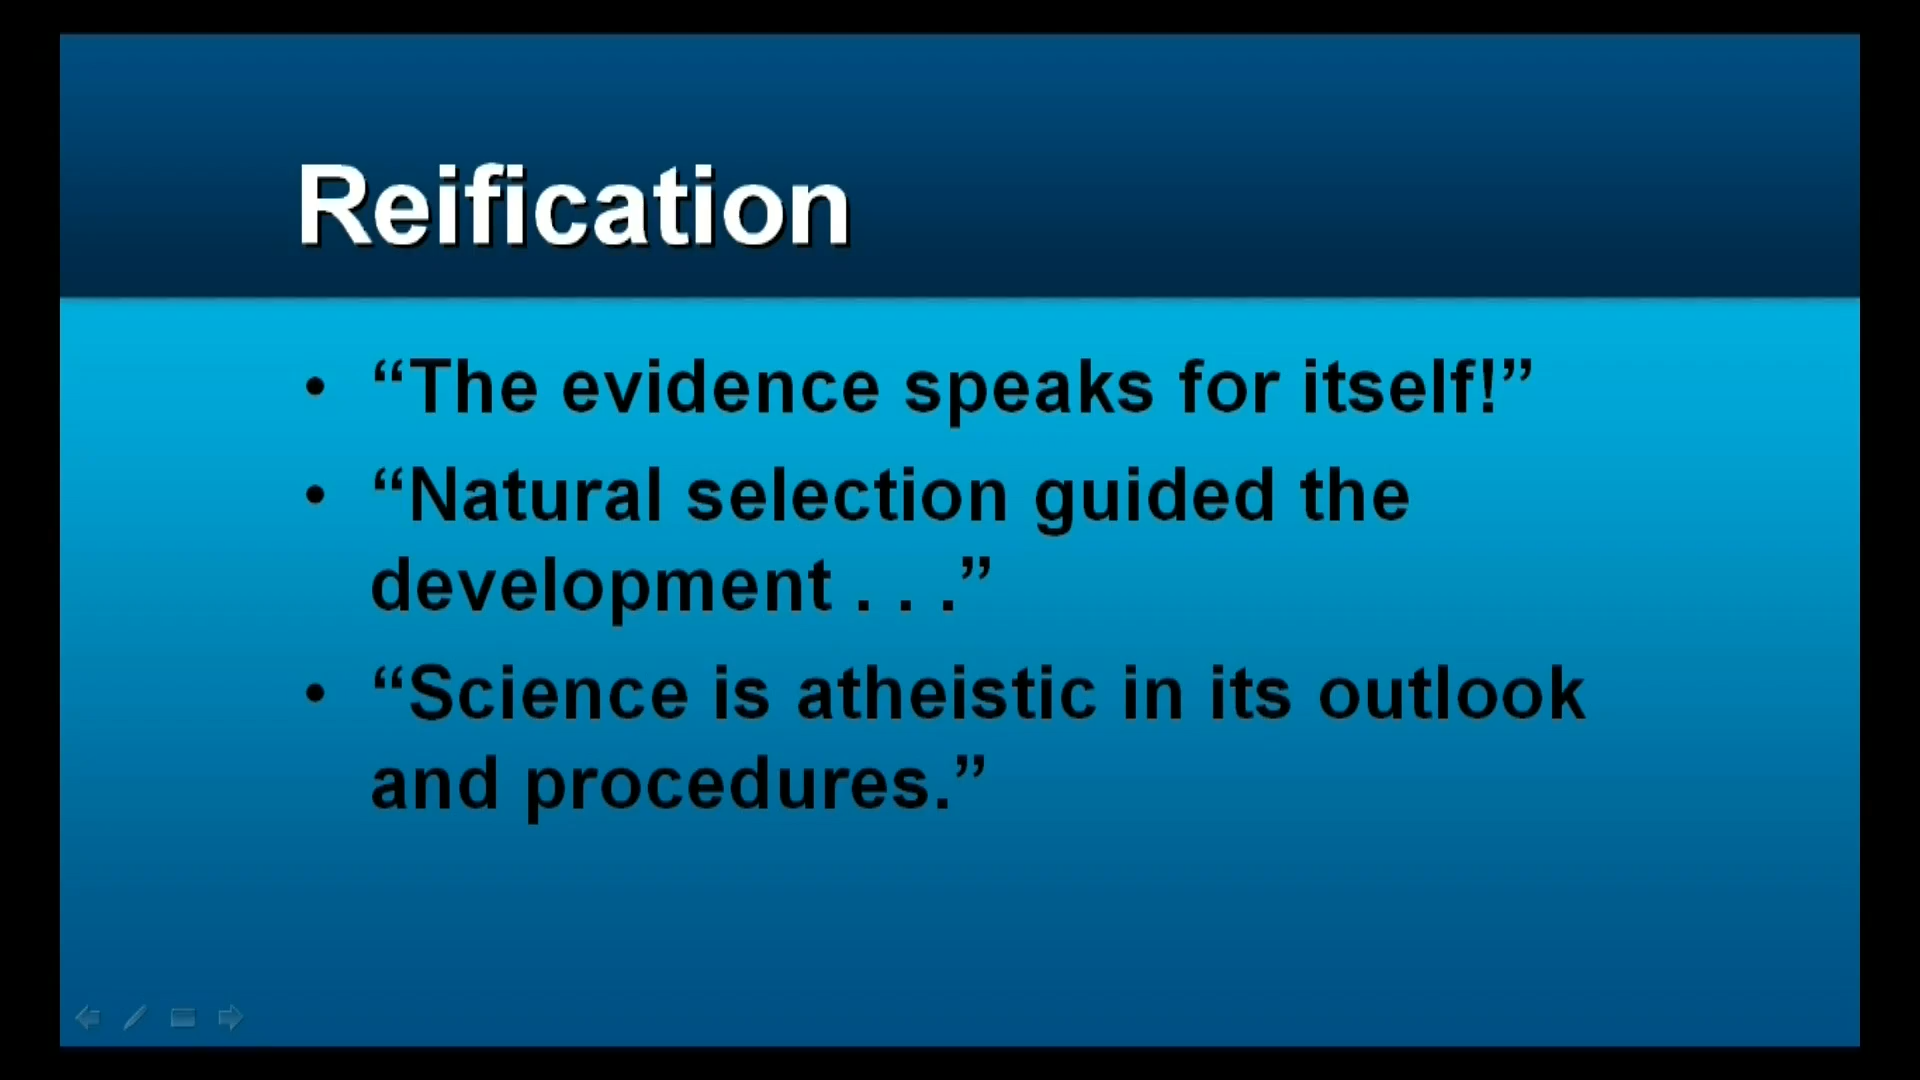 Reification
• “The evidence speaks for itself!”
• “Natural selection guided the
development . . .”
• “Science is atheistic in its outlook
and procedures.”